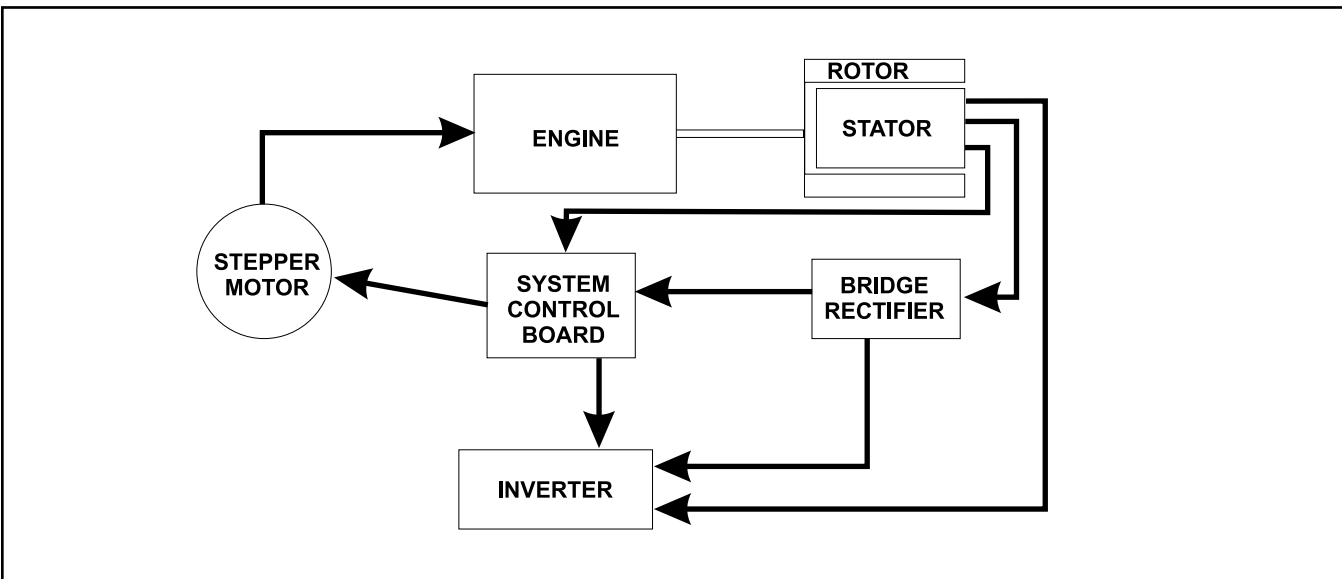 ROTOR
ENGINE
STATOR
STEPPER
MOTOR
SYSTEM
CONTROL
BOARD
BRIDGE
RECTIFIER
INVERTER